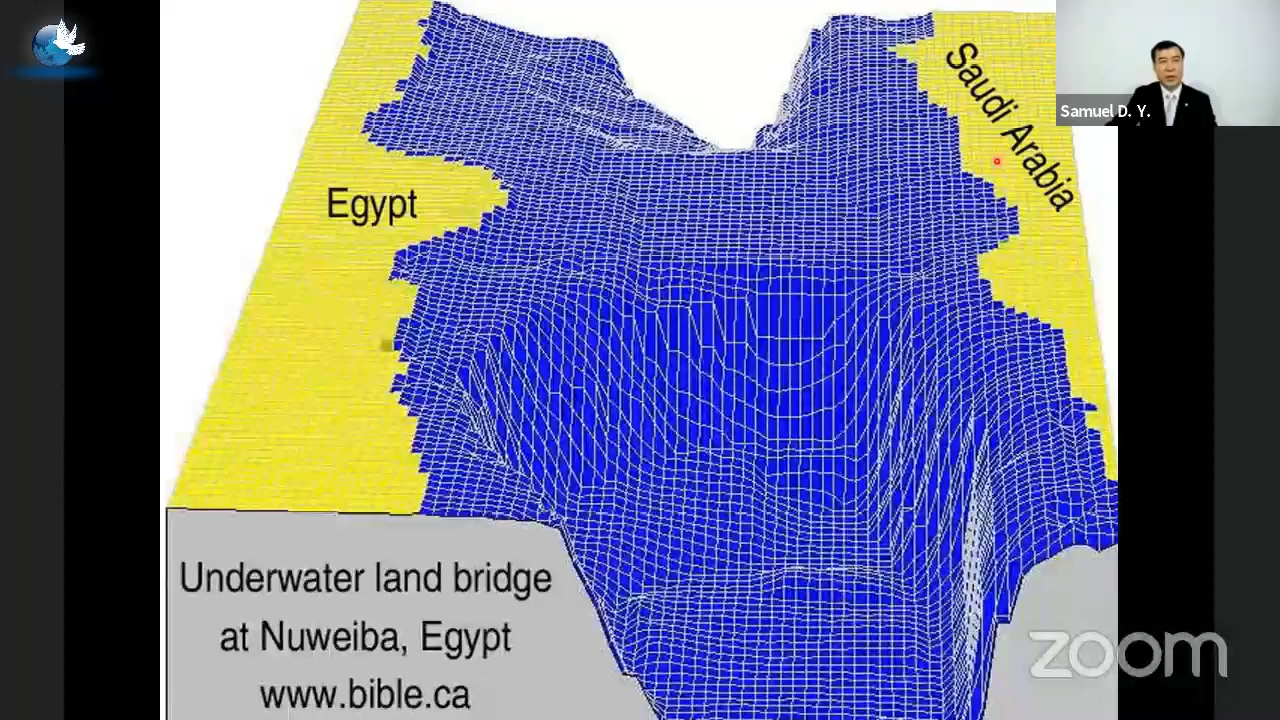 Samuel D. Y.
Saudi Arabia
Egypt
Underwater land bridge
at Nuweiba, Egypt
www.bible.ca
zoom